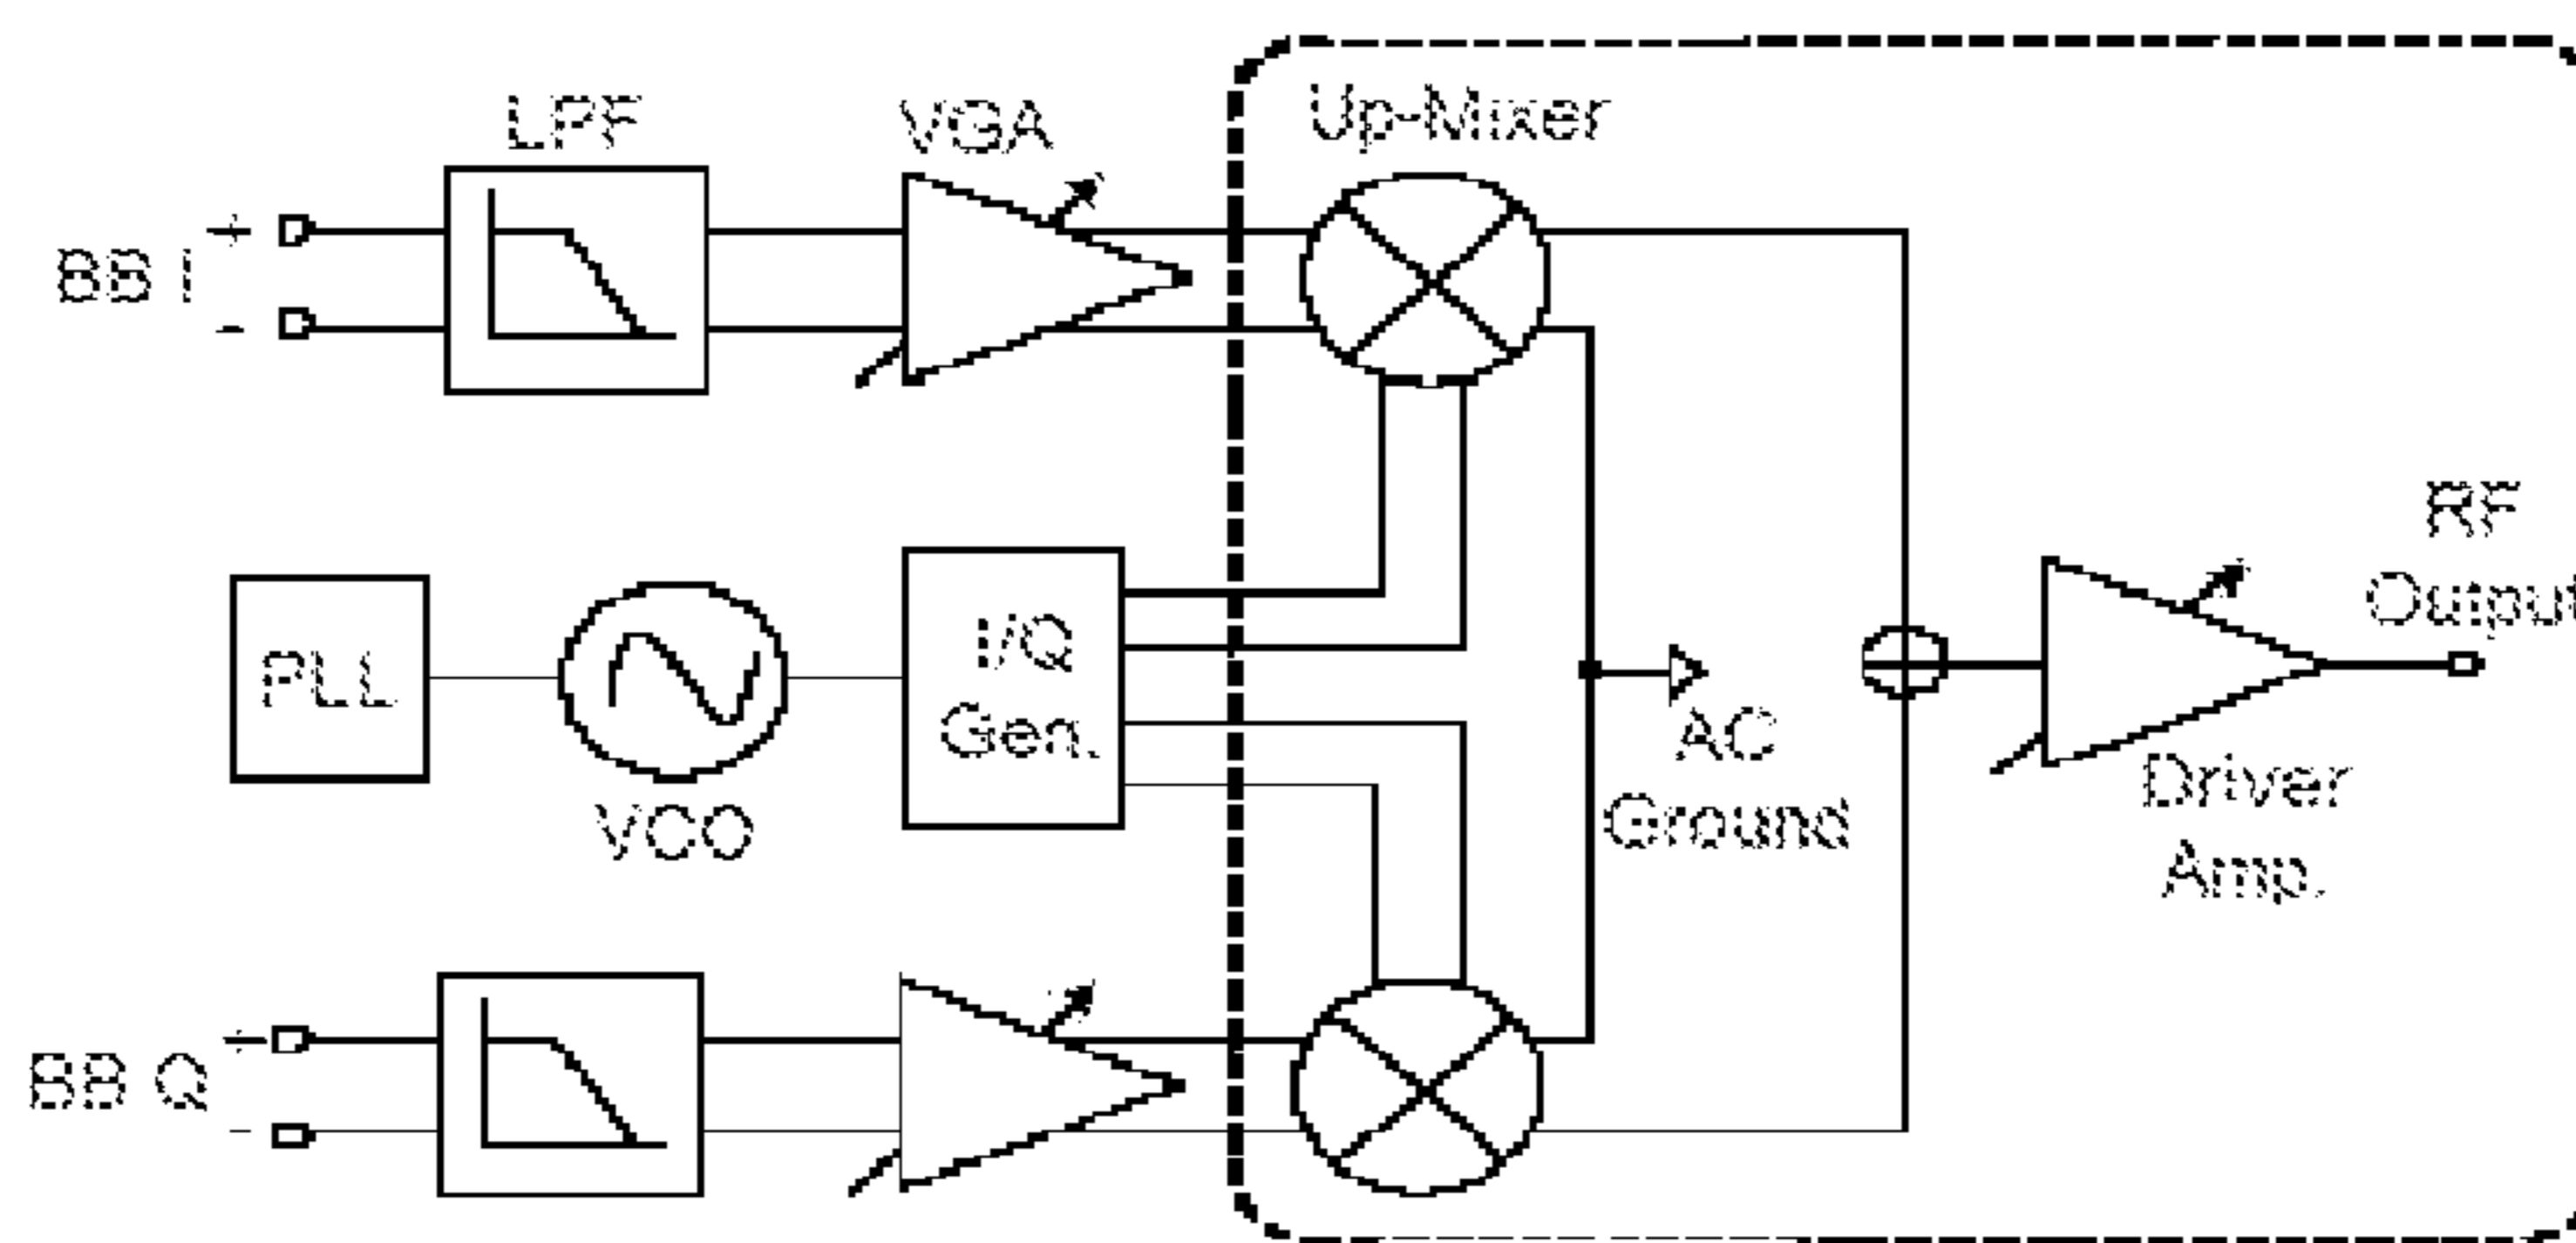 LPF
VGA
Up-Mixer
BB I
+
-
PLL
VCO
I/Q
Gen.
AC
Ground
RF
Output
Driver
Amp.
BB Q
+
-